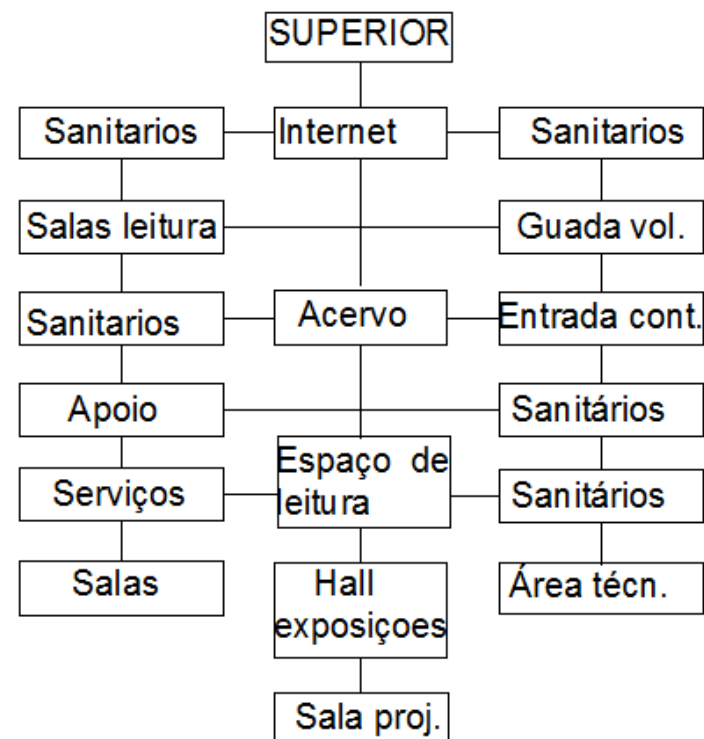 SUPERIOR
Sanitarios
Internet
Sanitarios
Salas leitura
Guada vol.
Sanitarios
Acervo
Entrada cont.
Apoio
Sanitários
Espaço de
leitura
Serviços
Sanitários
Salas
Hall
exposiçoes
Área técn.
Sala proj.